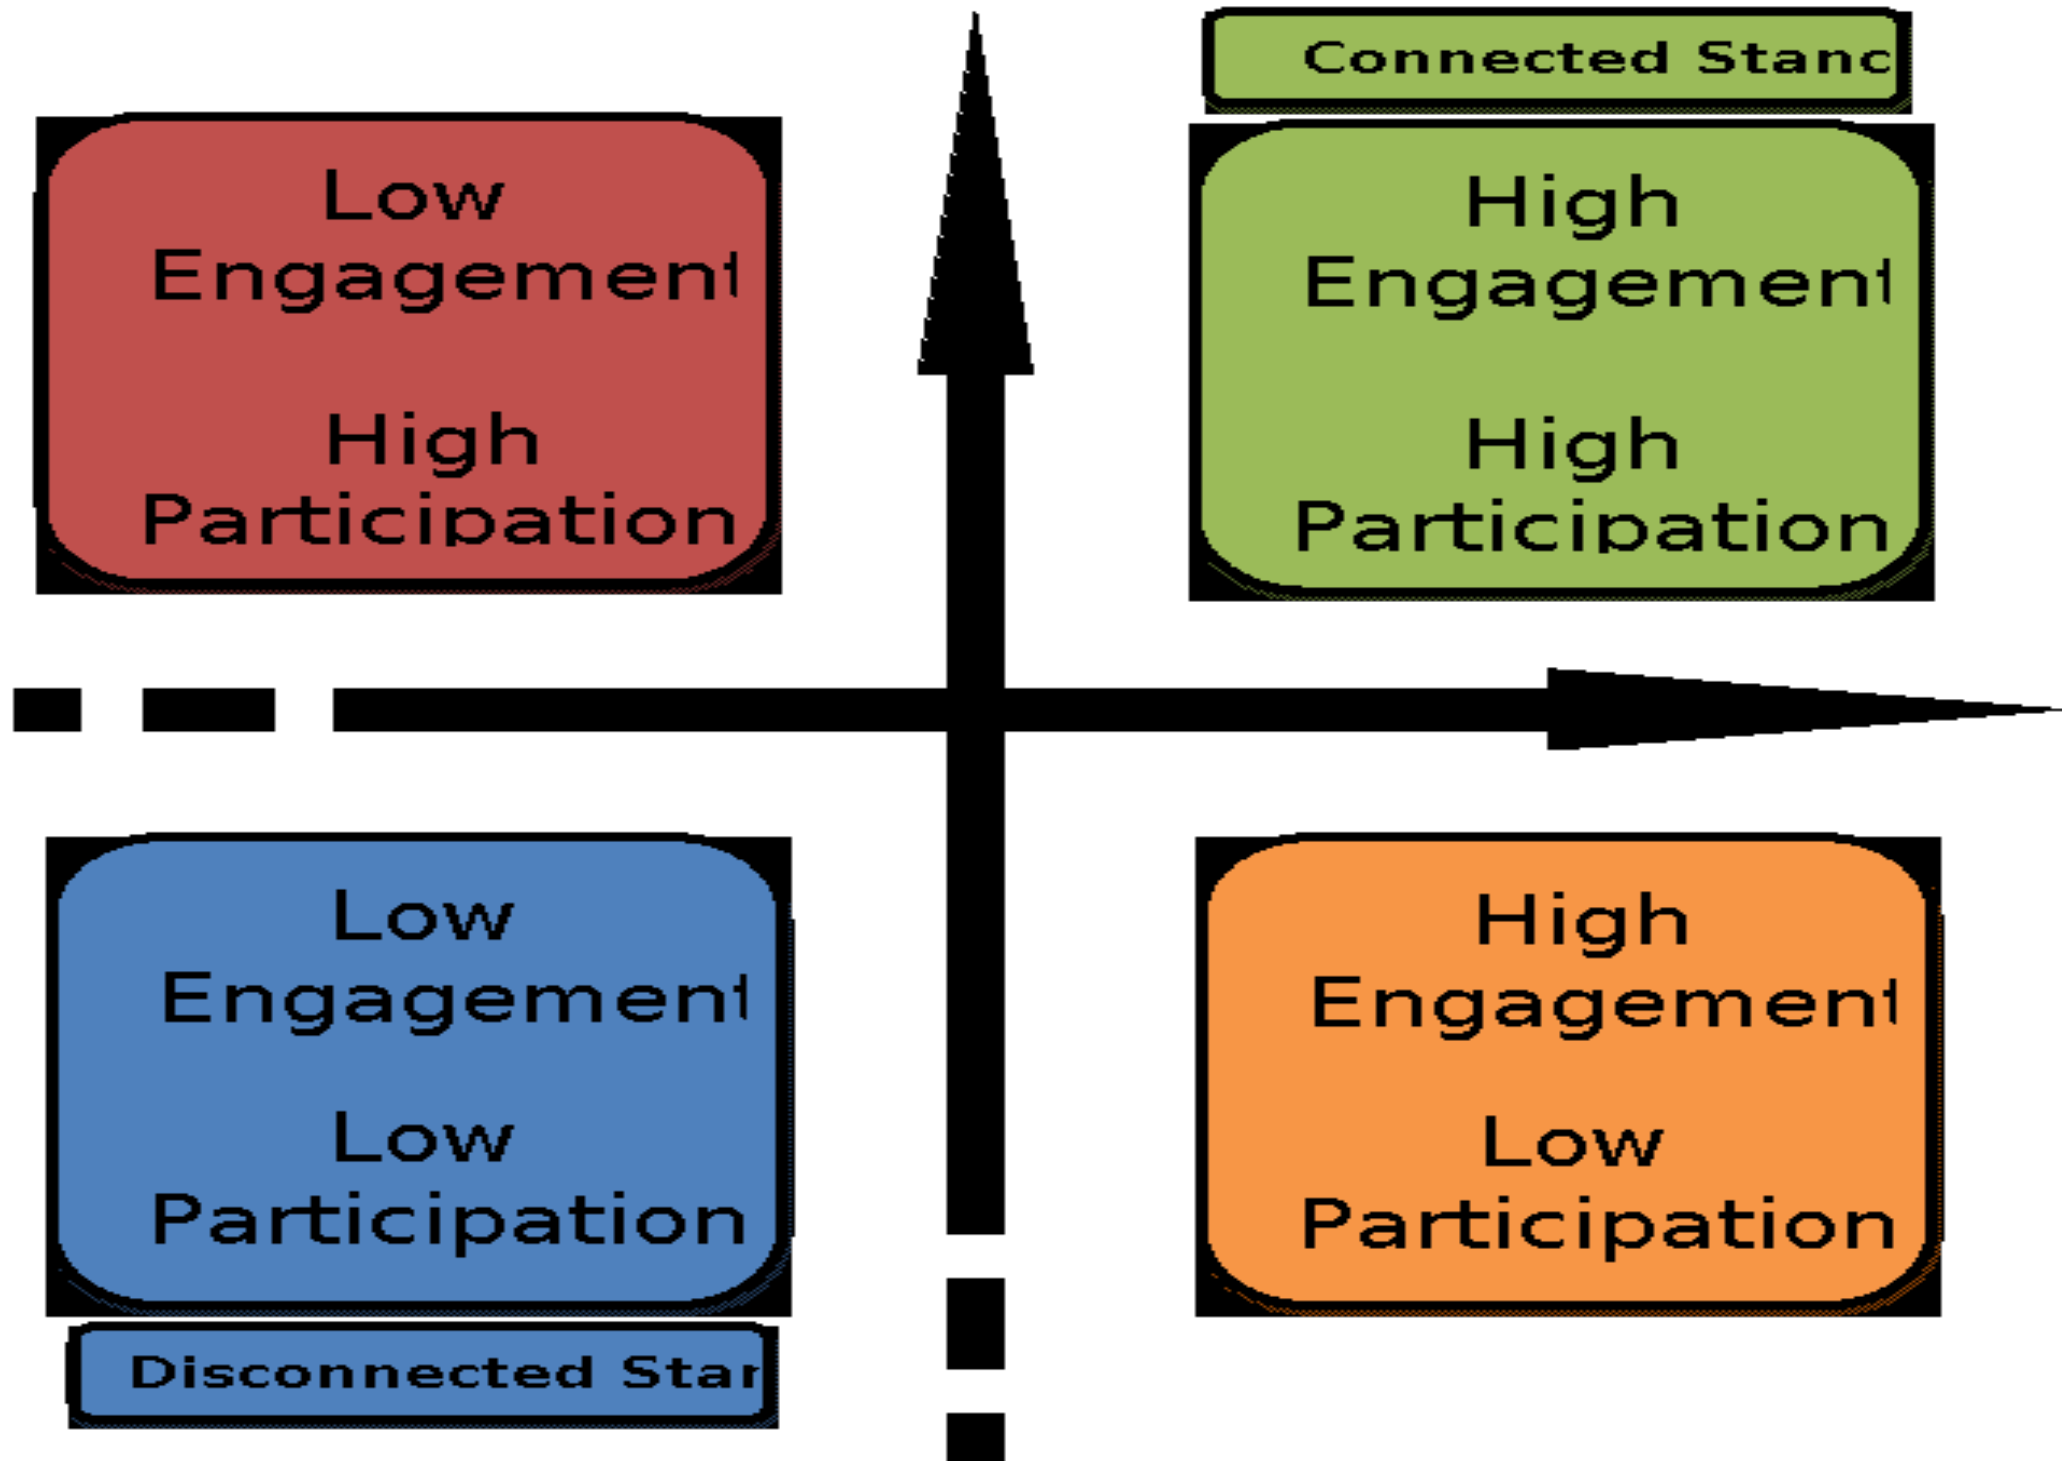 Connected Stanc
Low
Engagement
High
Participation
High
Engagement
High
Participation
Low
Engagement
Low
Participation
High
Engagement
Low
Participation
Disconnected Star